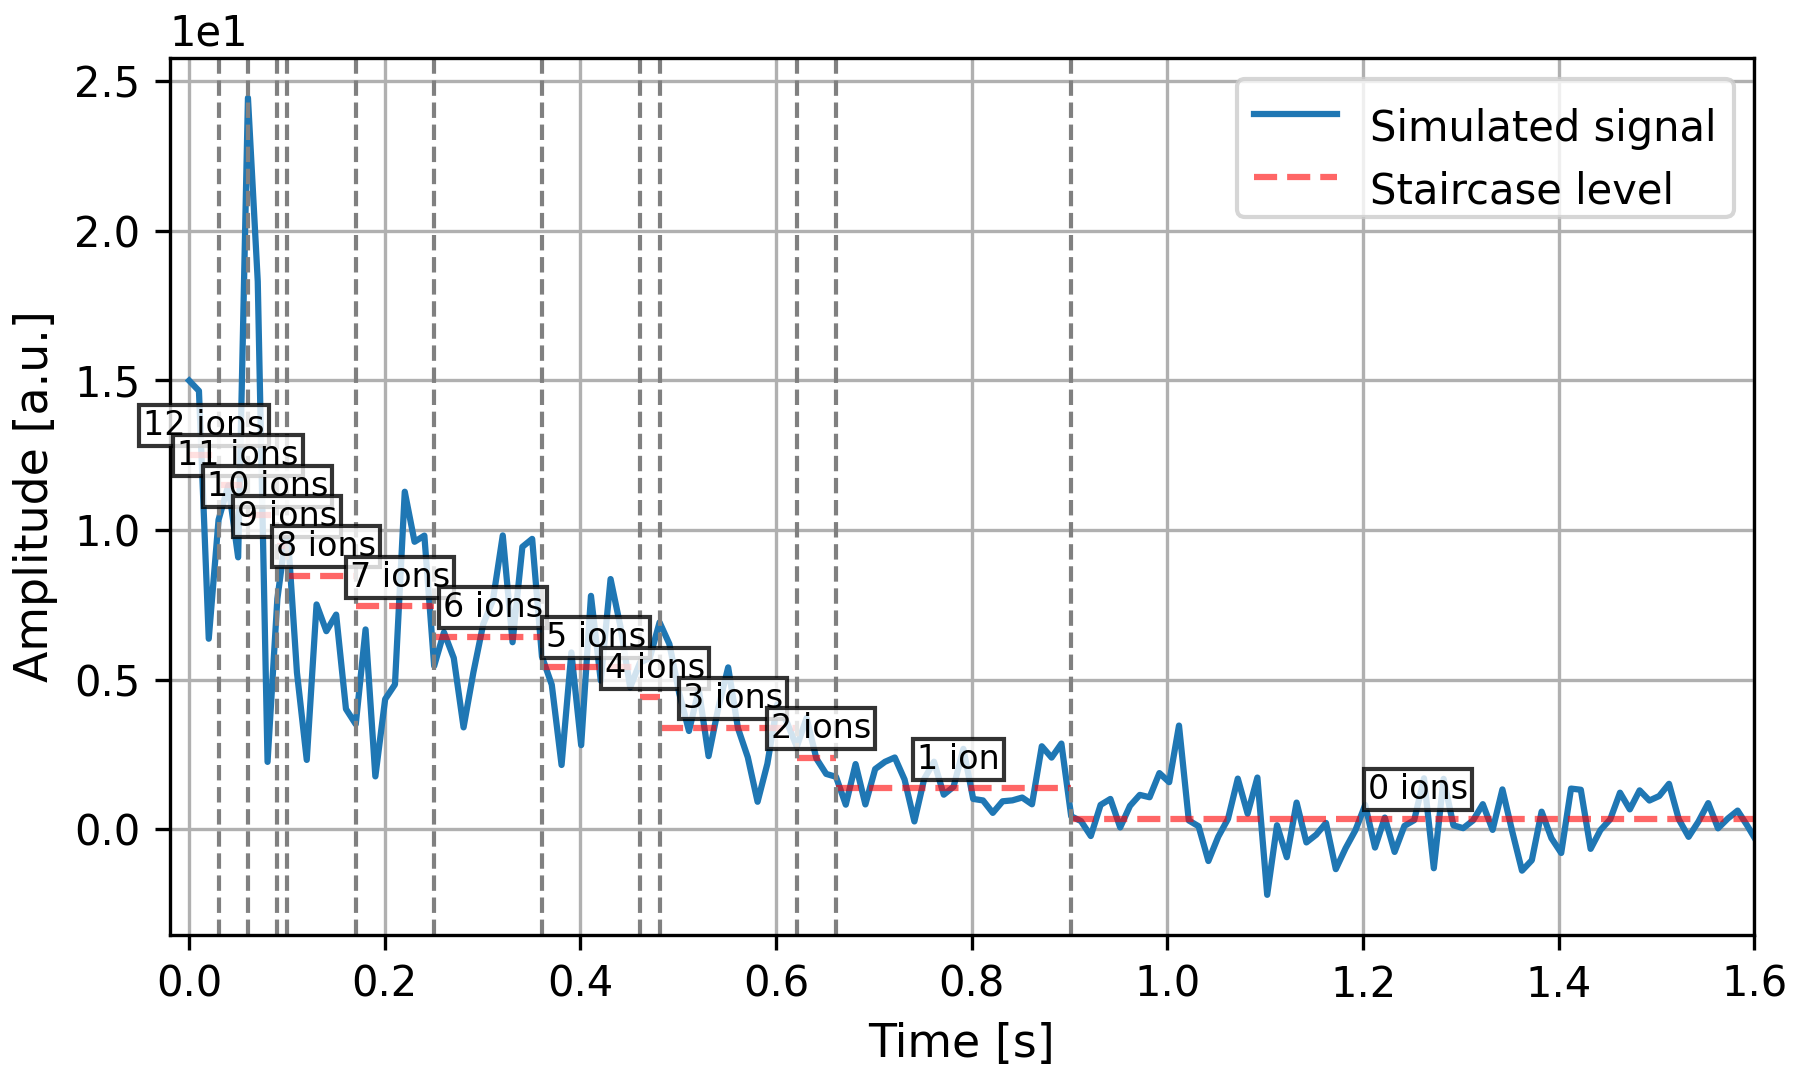 1e1
2.5
2.0
1.5
1.0
0.5
0.0
Amplitude [a.u.]
Simulated signal
Staircase level
12 ions
11 ions
10 ions
9 ions
8 ions
7 ions
6 ions
5 ions
4 ions
3 ions
2 ions
1 ion
0 ions
0.0 0.2 0.4 0.6 0.8 1.0 1.2 1.4 1.6
Time [s]